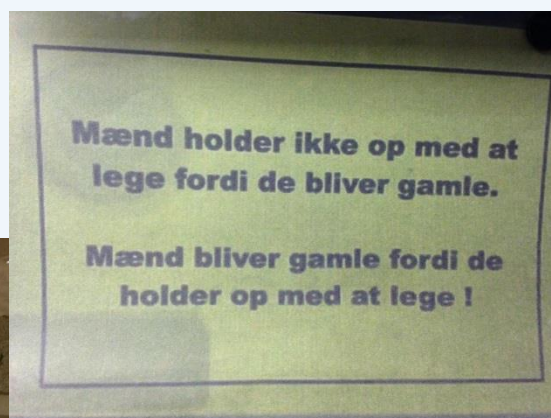 Mænd holder ikke op med at
lege fordi de bliver gamle.
Mænd bliver gamle fordi de
holder op med at lege !